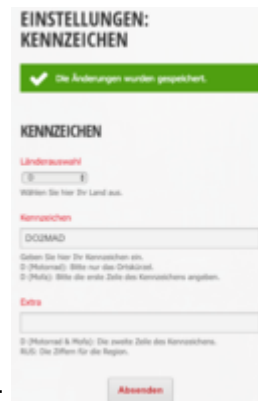 EINSTELLUNGEN:
KENNZEICHEN
Die Änderungen wurden gespeichert.
KENNZEICHEN
Länderauswahl
D
Wählen Sie hier Ihr Land aus.
Kennzeichen
DO2MAD
Geben Sie hier Ihr Kennzeichen ein.
D (Motorrad): Bitte nur das Ortskürzel.
D (Mofa): Bitte die erste Zeile des Kennzeichens angeben.
Extra
D (Motorrad & Mofa): Die zweite Zeile des Kennzeichens.
RUS: Die Ziffern für die Region.
Absenden